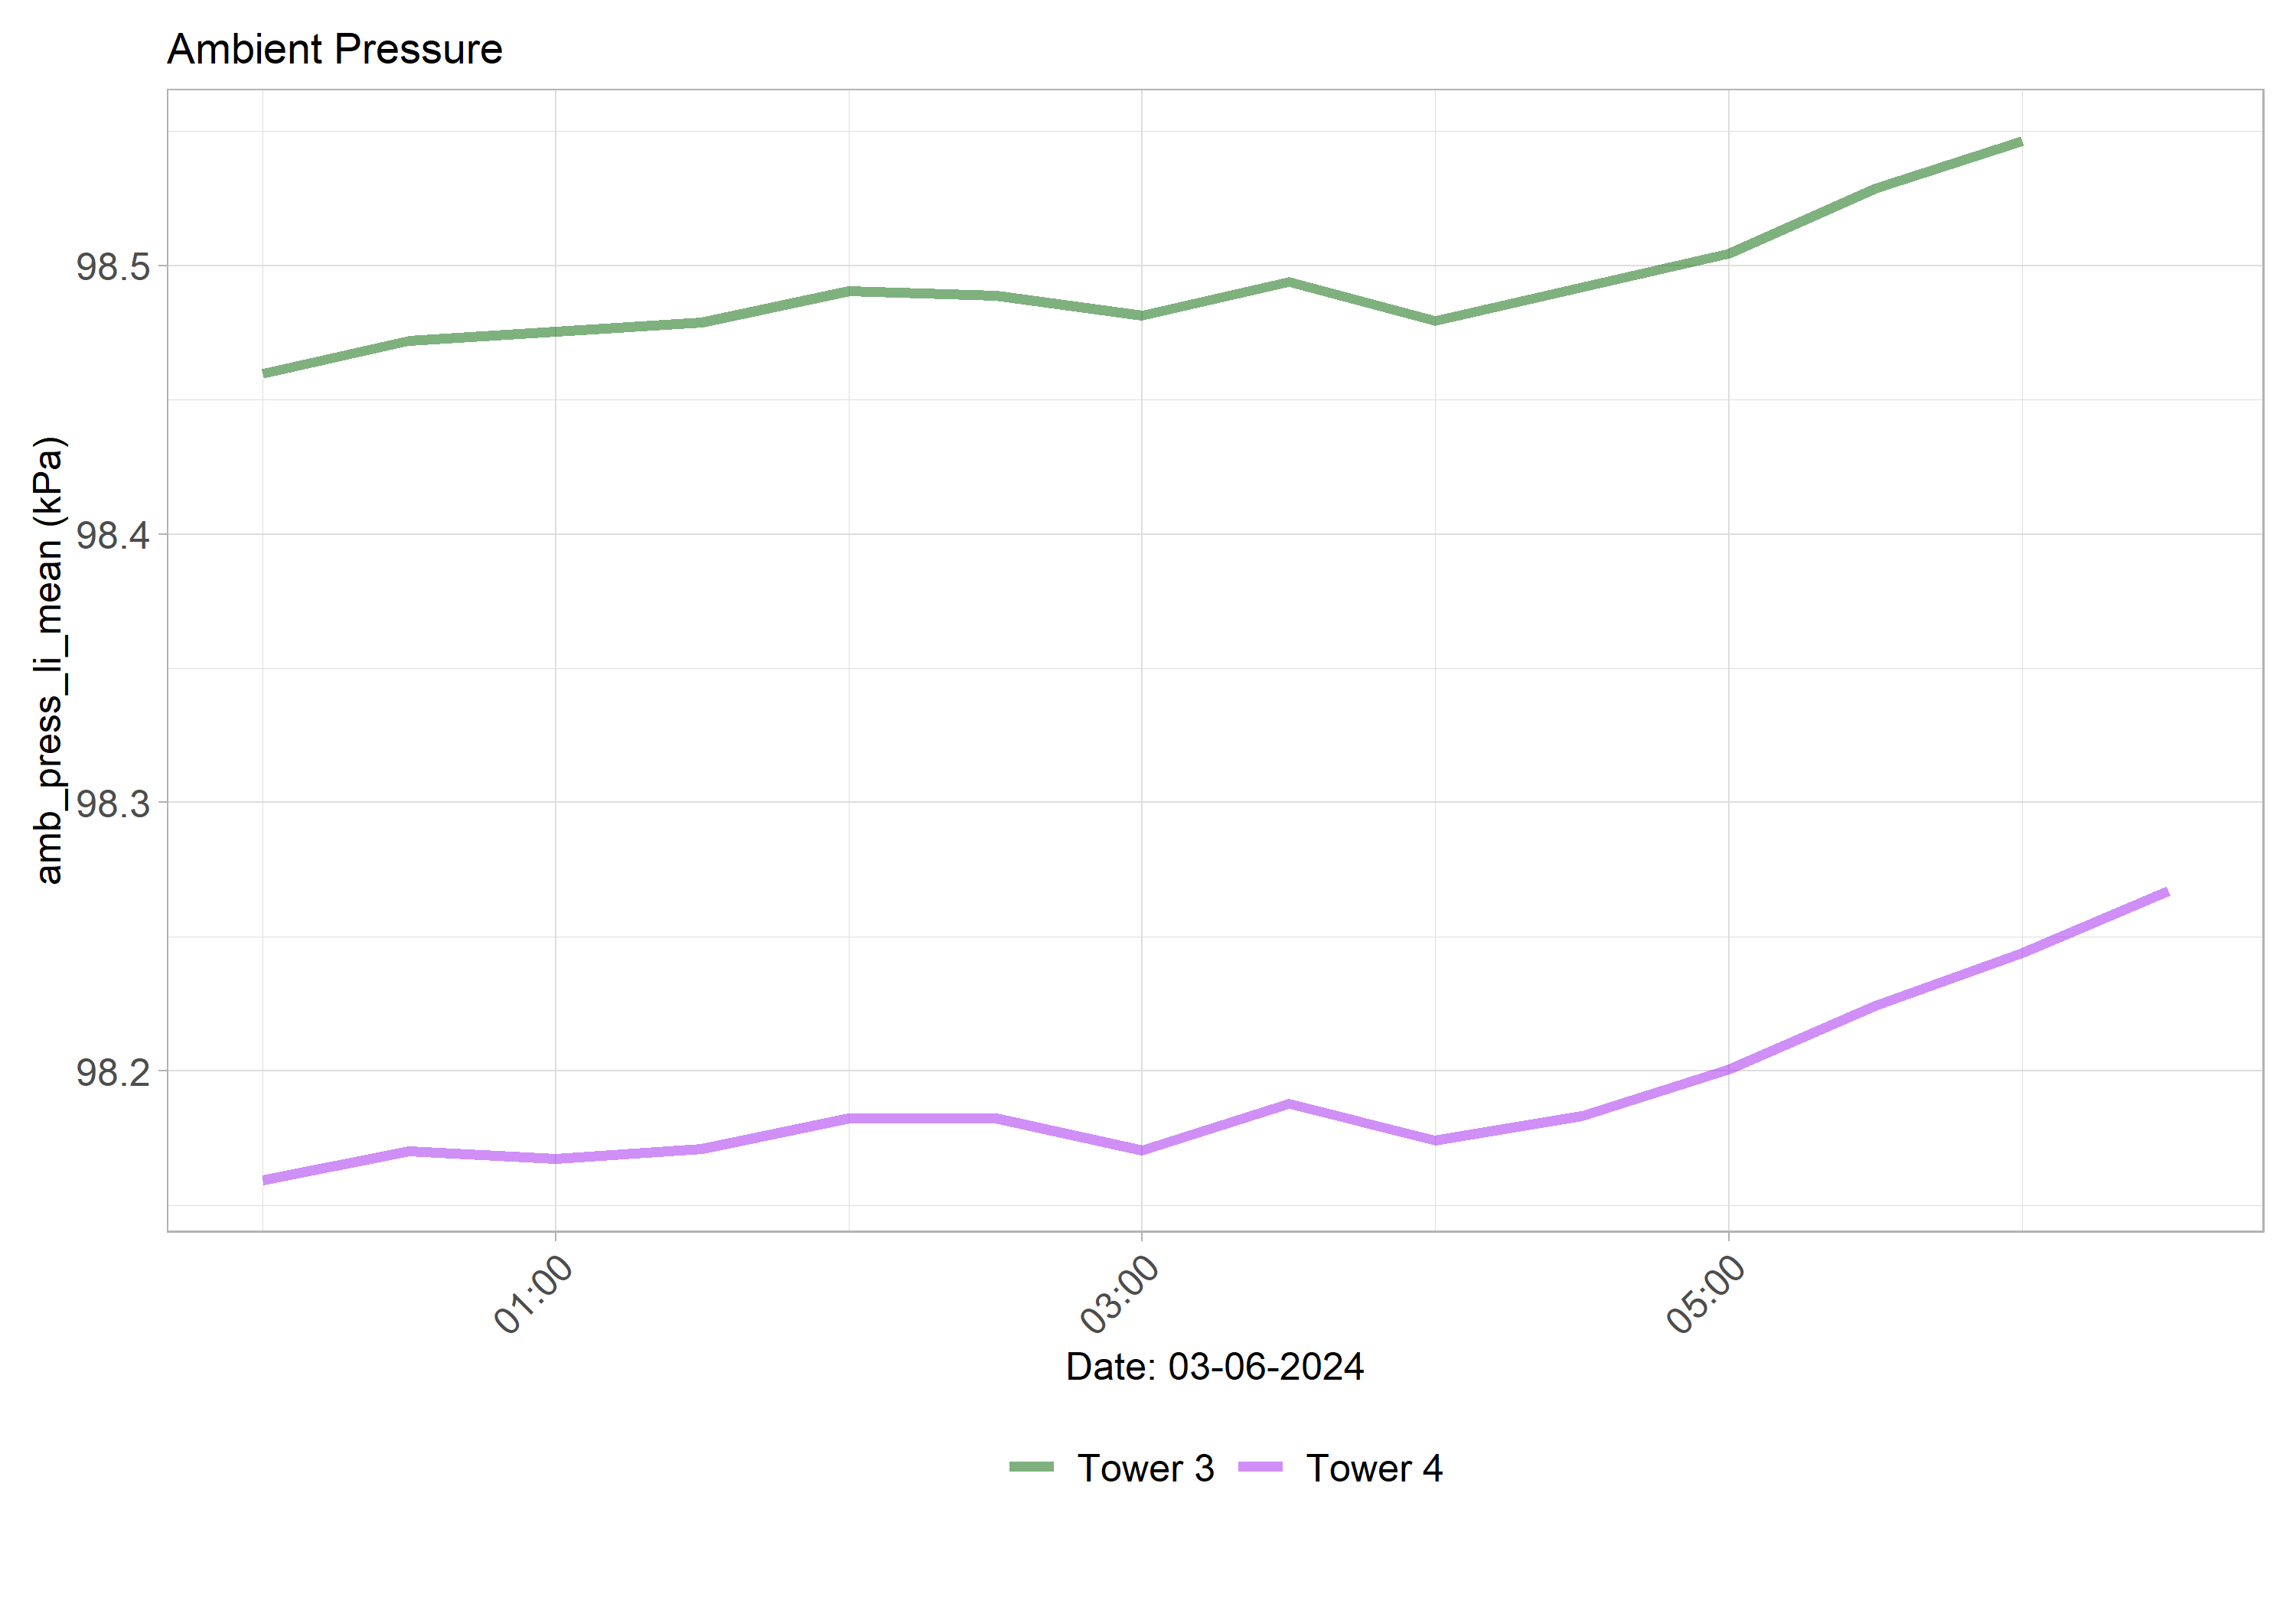 Ambient Pressure
amb_press_li_mean (kPa)
98.5
98.4
98.3
98.2
01:00
03:00
05:00
Date: 03-06-2024
Tower 3
Tower 4